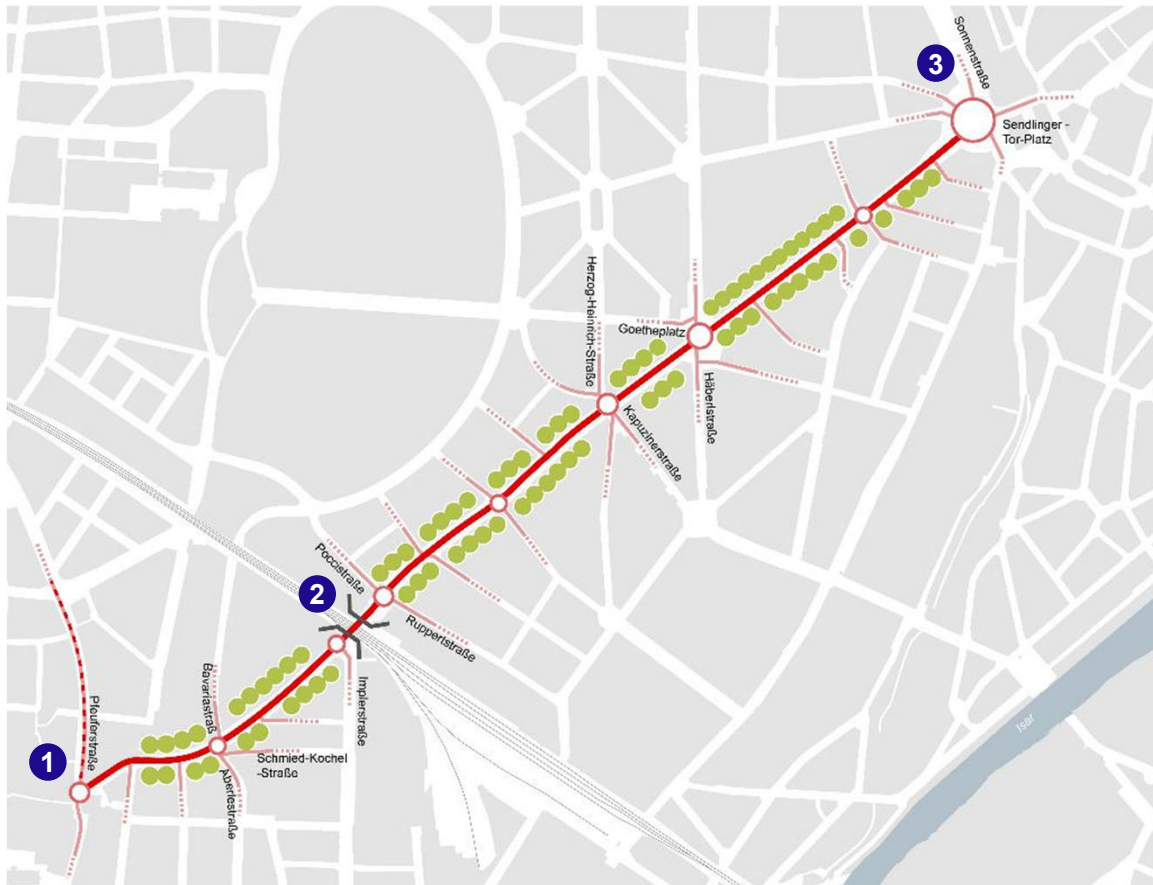 3
Sonnenstraße
Sendlinger -
Tor-Platz
Herzog-Heinrich-Straße
Goetheplatz
Häberlstraße
Kapuzinerstraße
Poccistraße
2
Ruppertstraße
Implerstraße
Isar
Bavariastraß
Pfeuferstraße
1
Schmied-Kochel
-Straße
Aberlestraße